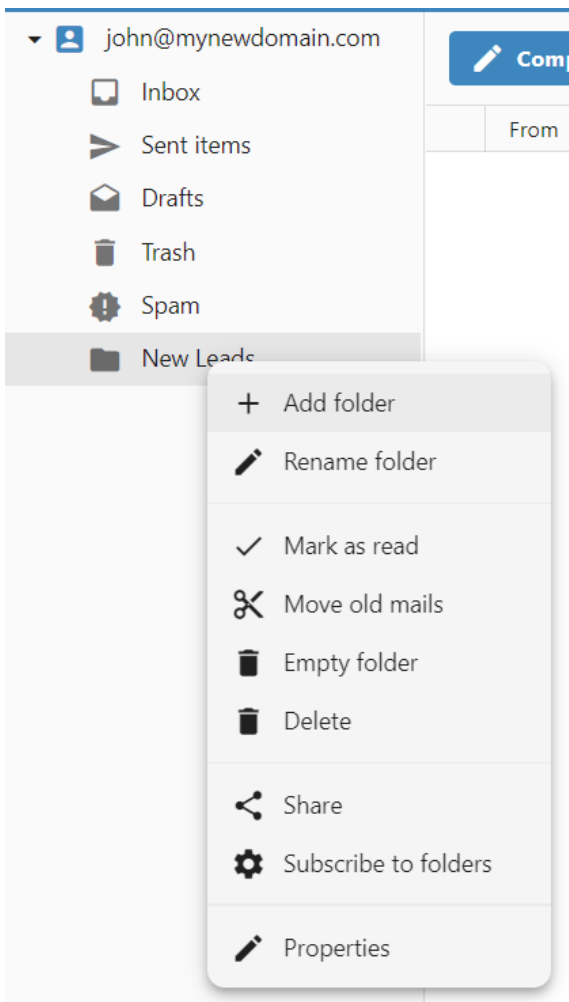 john@mynewdomain.com
Inbox
Sent items
Drafts
Trash
Spam
New Leads
Add folder
Rename folder
Mark as read
Move old mails
Empty folder
Delete
Share
Subscribe to folders
Properties
Comp
From